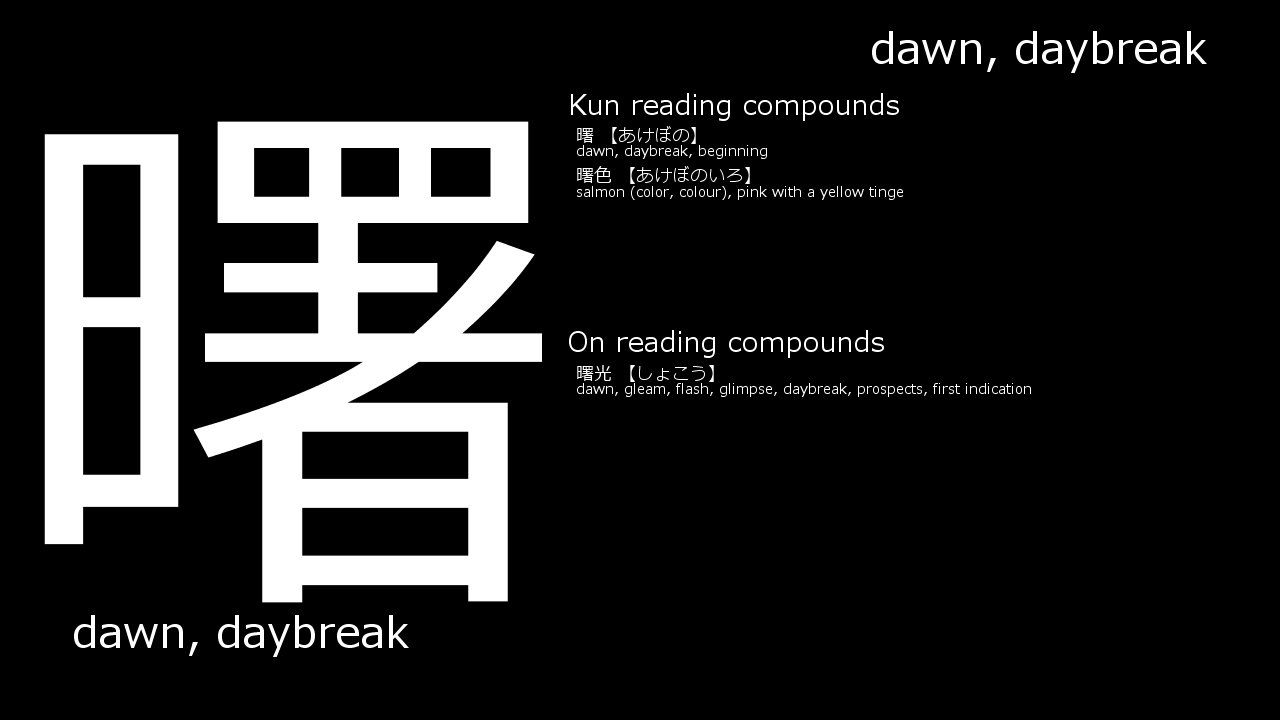 dawn, daybreak
曙
Kun reading compounds
曙 【あけぼの】
dawn, daybreak, beginning
曙色 【あけぼのいろ】
salmon (color, colour), pink with a yellow tinge
On reading compounds
曙光 【しょこう】
dawn, gleam, flash, glimpse, daybreak, prospects, first indication
dawn, daybreak